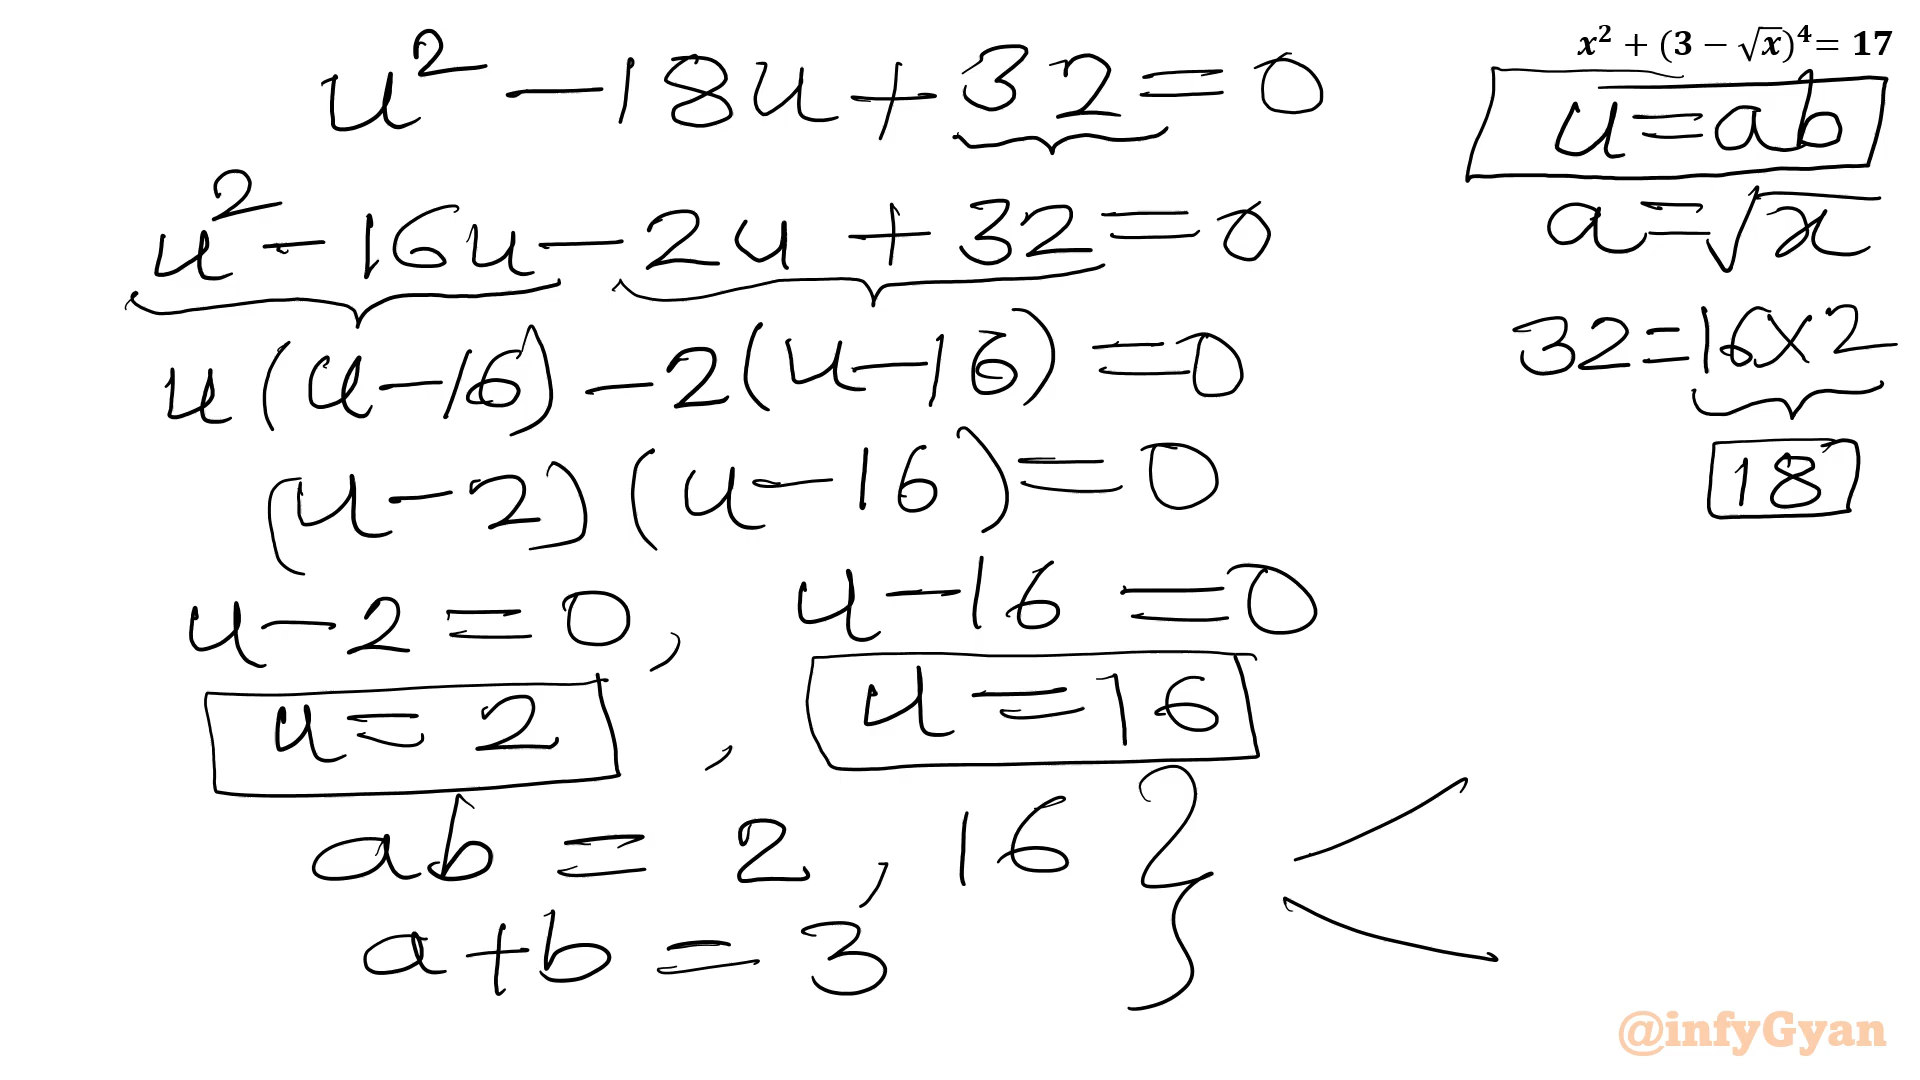 x² + (3 − √x)⁴ = 17
u² − 18u + 32 = 0
u² − 16u − 2u + 32 = 0
u(u − 16) − 2(u − 16) = 0
(u − 2)(u − 16) = 0
u − 2 = 0, u − 16 = 0
u = 2, u = 16
ab = 2, 16
a + b = 3
u = ab
a = √x
32 = 16 × 2
18
@infyGyan